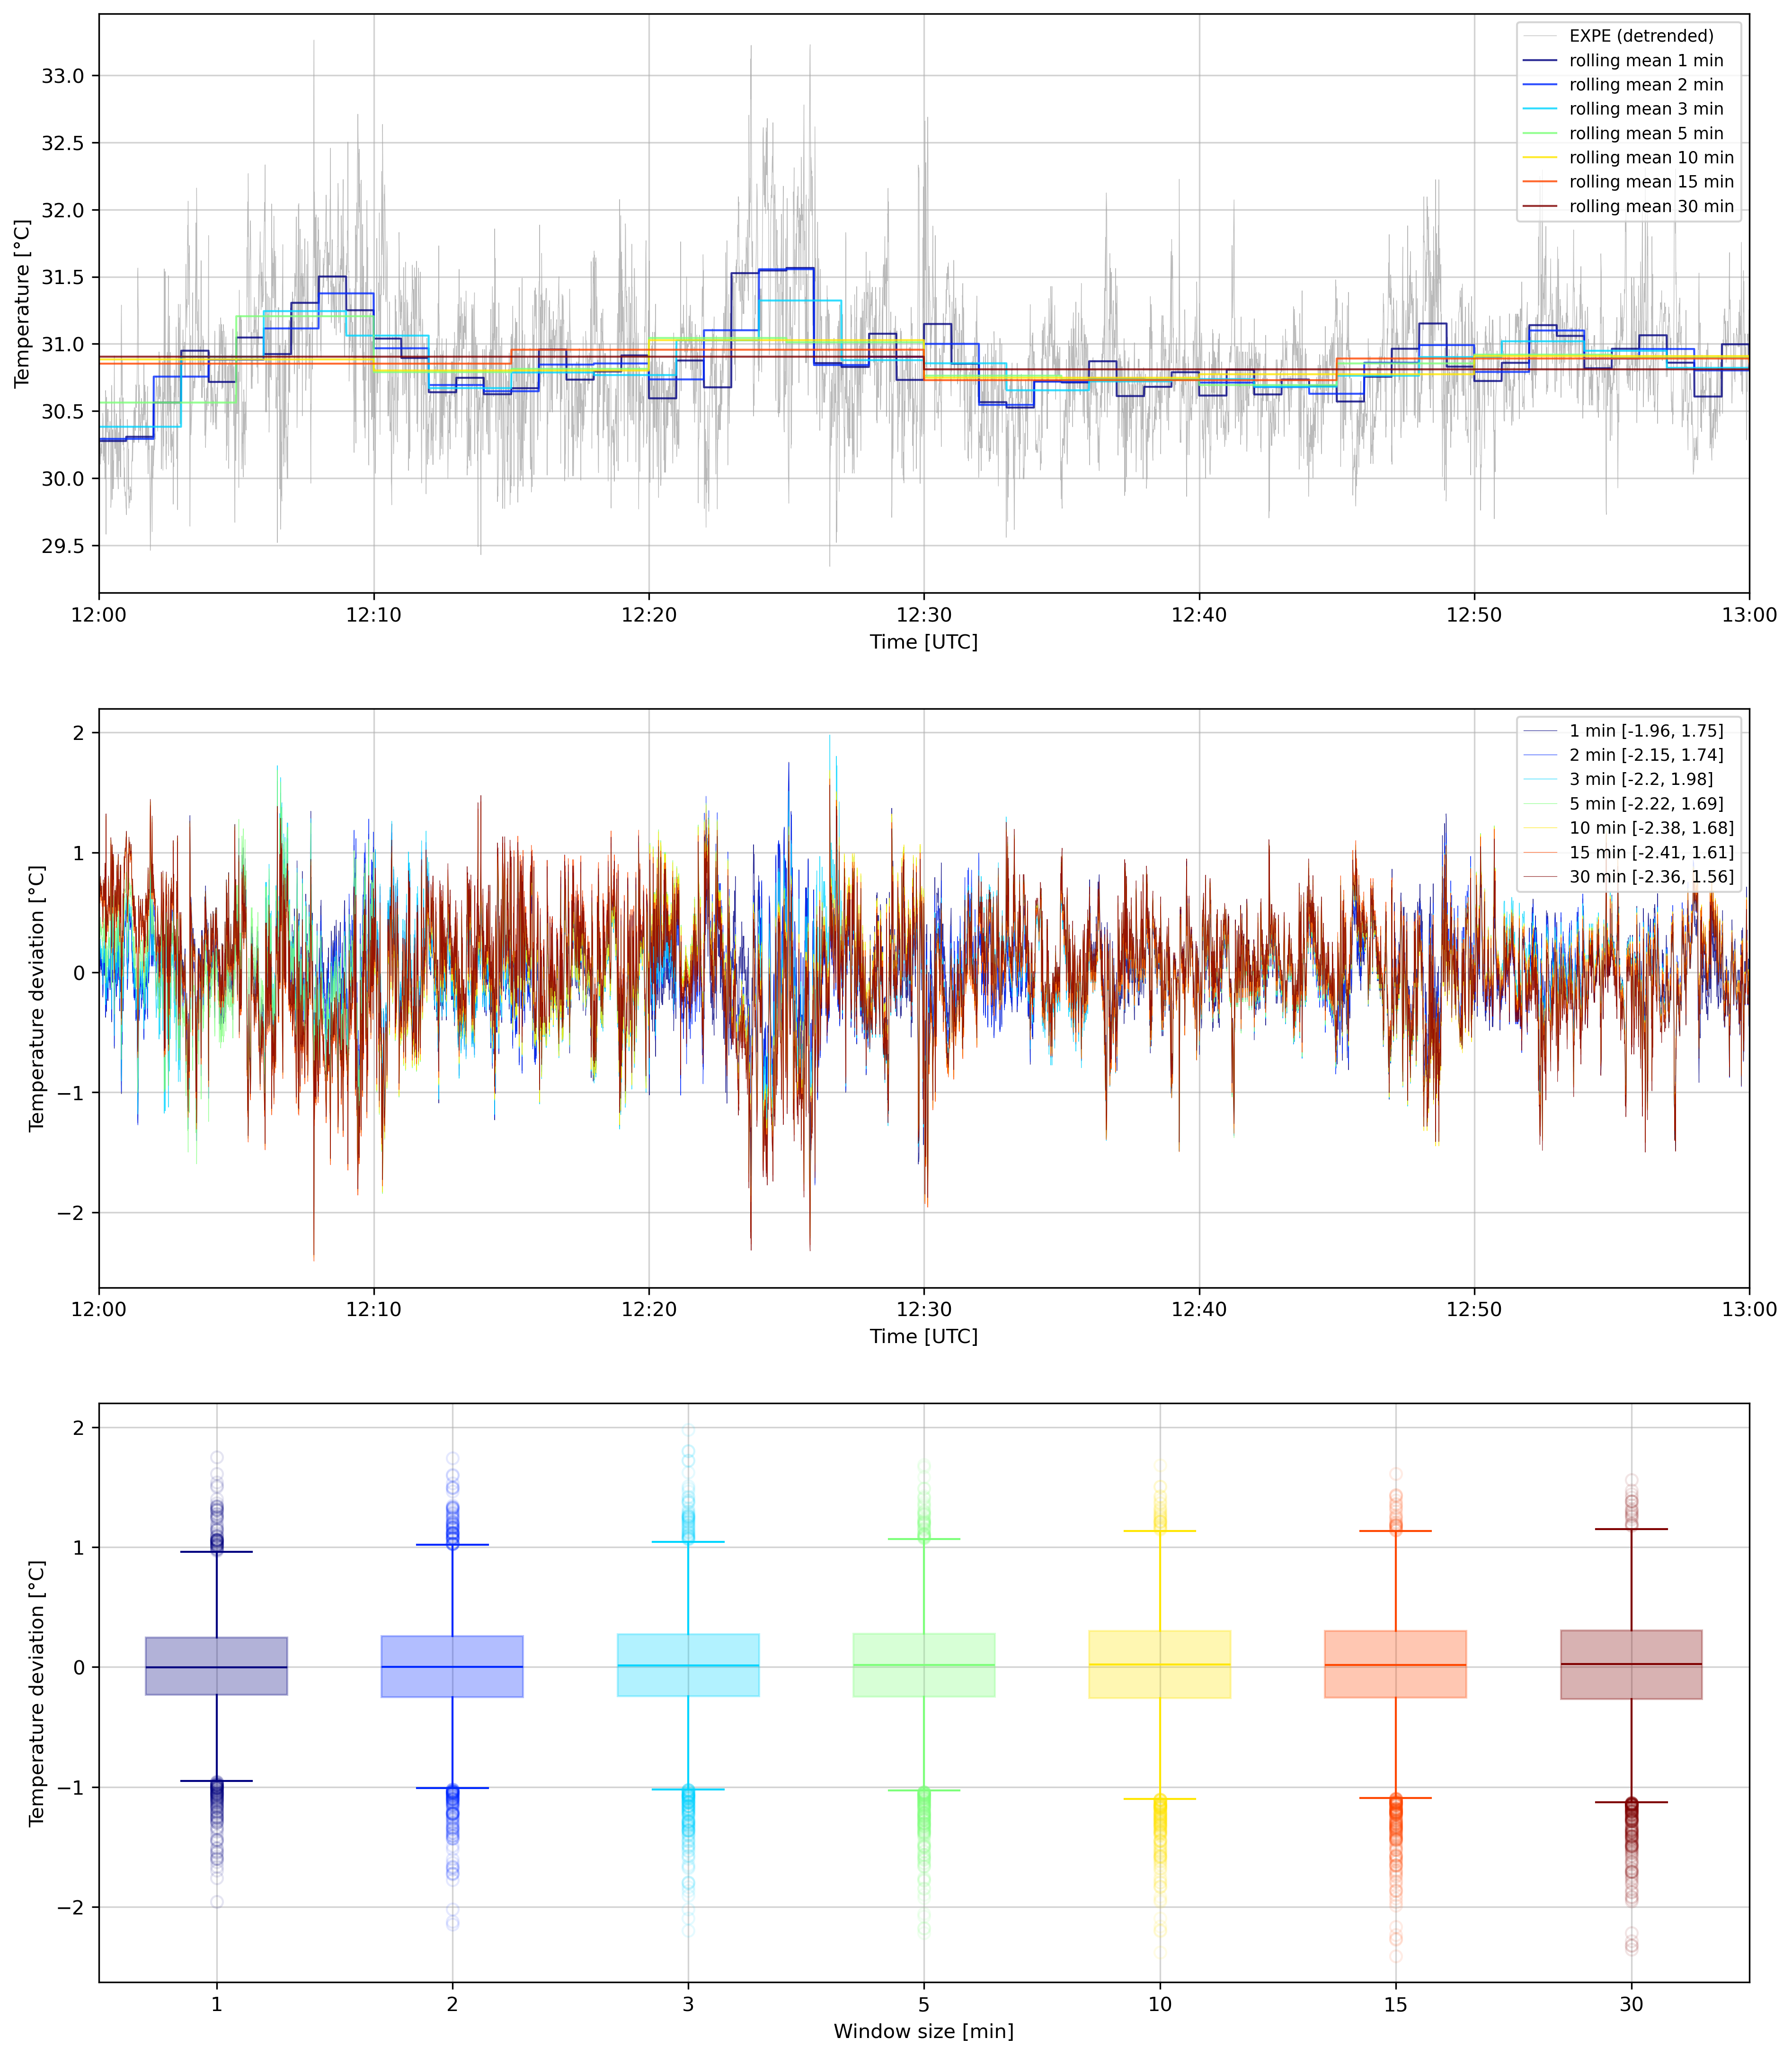 EXPE (detrended)
rolling mean 1 min
rolling mean 2 min
rolling mean 3 min
rolling mean 5 min
rolling mean 10 min
rolling mean 15 min
rolling mean 30 min
Temperature [°C]
33.0
32.5
32.0
31.5
31.0
30.5
30.0
29.5
12:00 12:10 12:20 12:30 12:40 12:50 13:00
Time [UTC]
1 min [-1.96, 1.75]
2 min [-2.15, 1.74]
3 min [-2.2, 1.98]
5 min [-2.22, 1.69]
10 min [-2.38, 1.68]
15 min [-2.41, 1.61]
30 min [-2.36, 1.56]
Temperature deviation [°C]
2
1
0
−1
−2
12:00 12:10 12:20 12:30 12:40 12:50 13:00
Time [UTC]
Temperature deviation [°C]
2
1
0
−1
−2
1 2 3 5 10 15 30
Window size [min]